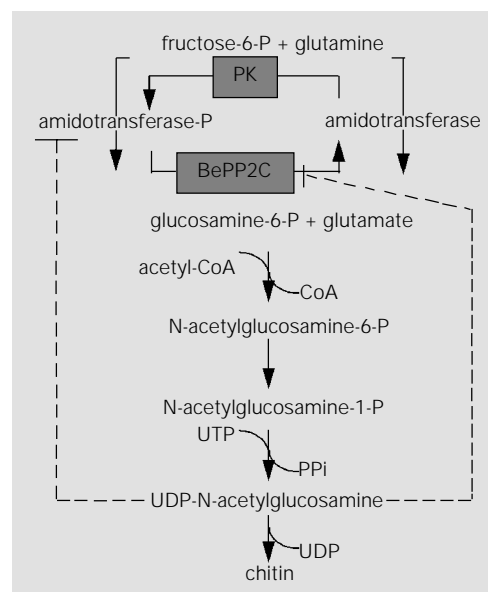 fructose-6-P + glutamine
PK
amidotransferase-P
amidotransferase
BePP2C
glucosamine-6-P + glutamate
acetyl-CoA
CoA
N-acetylglucosamine-6-P
N-acetylglucosamine-1-P
UTP
PPi
UDP-N-acetylglucosamine
UDP
chitin